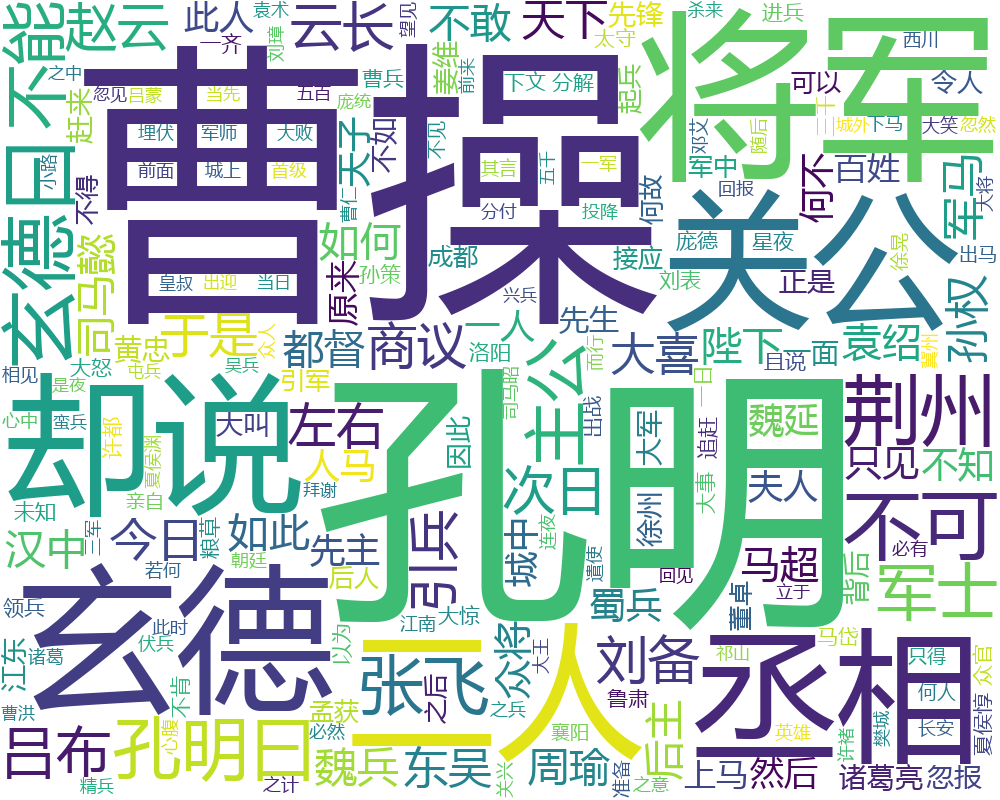 不能
赵云
此人
袁术
一齐
刘璋
云长
望见
不敢
天下
先锋
太守
杀来
进兵
西川
将军
曹操
之中
忽见
吕蒙
当先
五百
曹兵
庞统
姜维
前来
下文 分解
起兵
可以
二千
令人
城外
下马
大笑
忽然
赶来
埋伏
军师
大败
天子
不如
不见
其言
五千
一军
邓艾
军中
随后
小路
前面
城上
首级
不得
曹仁
分付
投降
何故
回报
何不
百姓
军马
大将
玄德曰
司马懿
皇叔
出迎
当日
原来
如何
孙策
成都
接应
关公
庞德
星夜
刘表
正是
徐晃
出马
兴兵
黄忠
于是
众人
都督
商议
一人
先生
大喜
陛下
一面
且说
袁绍
冀州
孙权
相见
大怒
屯兵
是夜
吴兵
引军
洛阳
主公
而行
司马昭
一日
却说
孔明
心中
蛮兵
许都
夏侯渊
大叫
左右
因此
出战
大军
追赶
魏延
荆州
只见
不知
未知
亲自
人马
拜谢
次日
大事
夫人
汉中
三军
今日
粮草
如此
先主
引兵
城中
连夜
徐州
不可
必有
朝廷
若何
后人
遣使
回见
马超
立于
背后
军士
领兵
此时
伏兵
江南
大惊
蜀兵
董卓
玄德
以为
众将
大王
刘备
祁山
马岱
只得
众官
江东
诸葛
不肯
张飞
之后
之兵
一人
鲁肃
丞相
何人
曹洪
孟获
必然
襄阳
英雄
樊城
长安
夏侯惇
吕布
孔明曰
心腹
魏兵
东吴
周瑜
后主
上马
然后
许褚
诸葛亮
忽报
精兵
之计
关兴
准备
之意